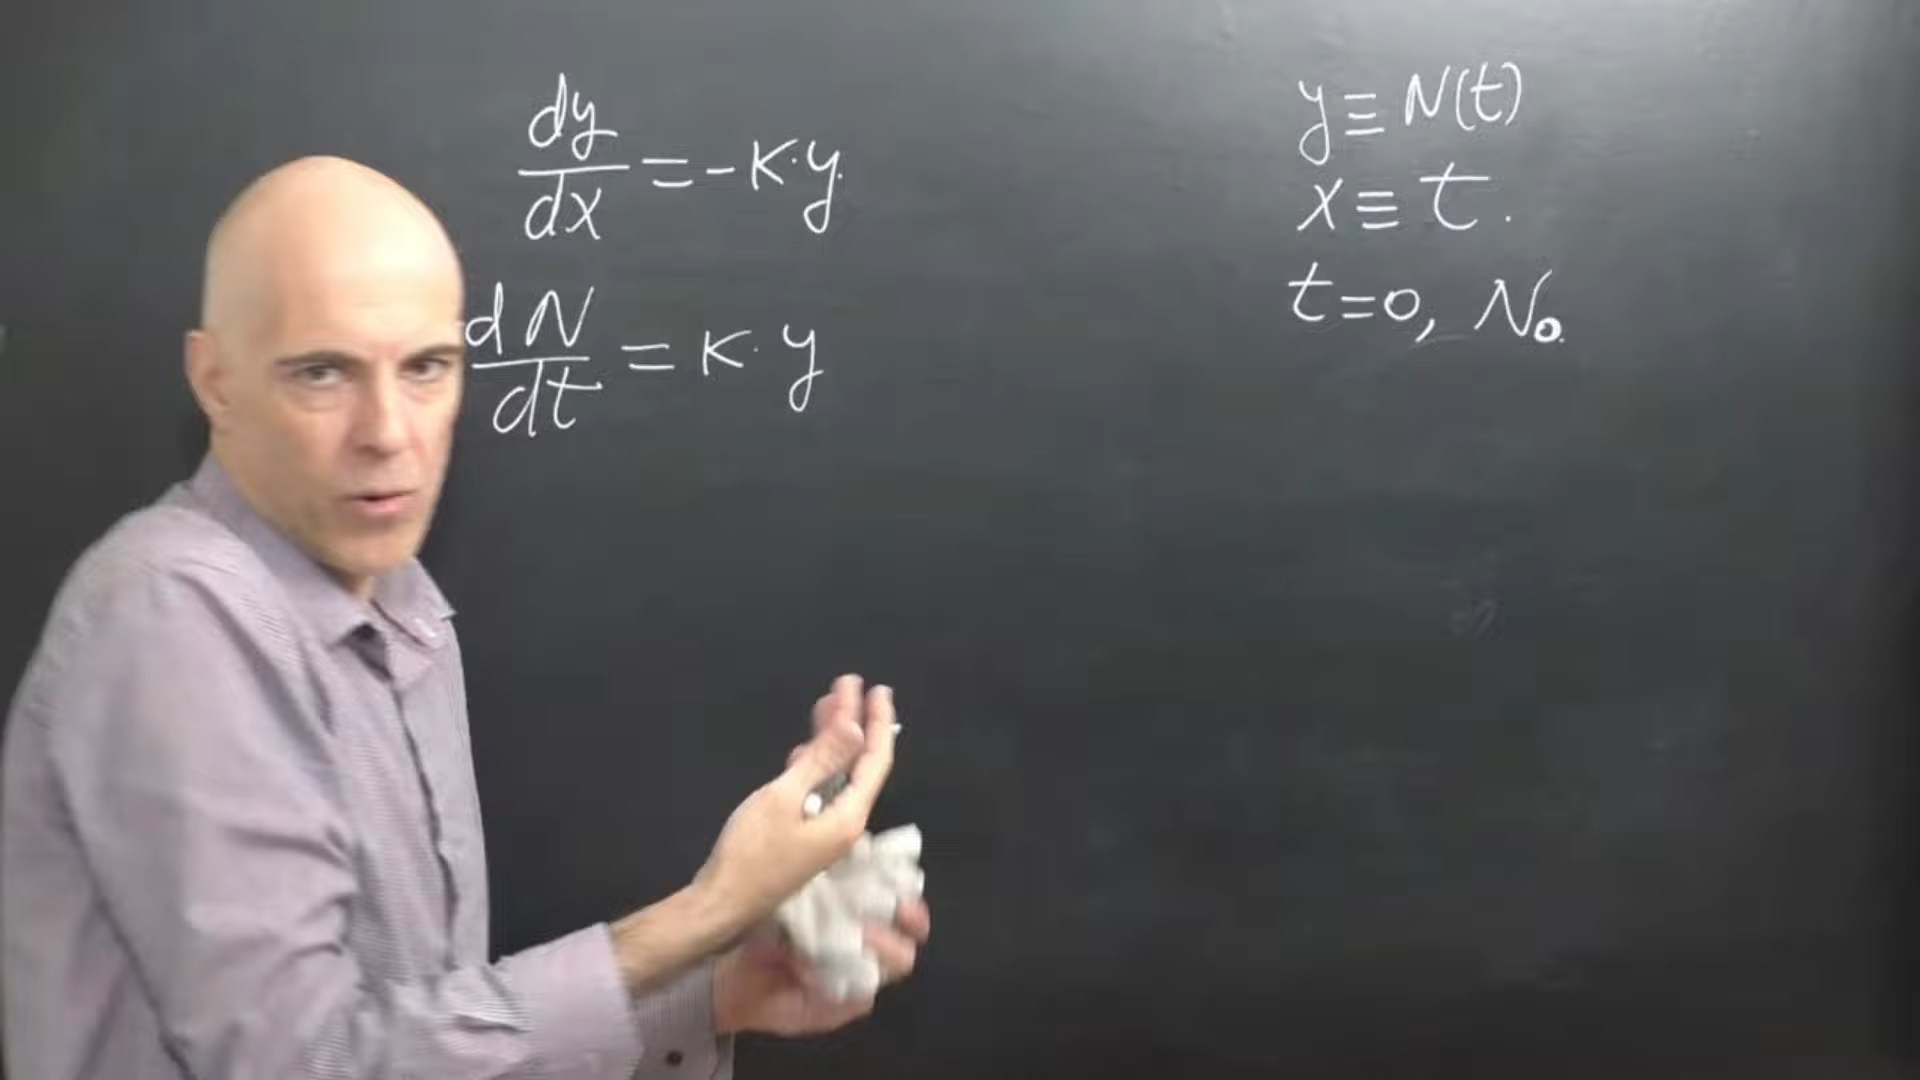 dy/dx = -K·y.
dN/dt = K·y
y ≡ N(t)
x ≡ t.
t=0, N₀.